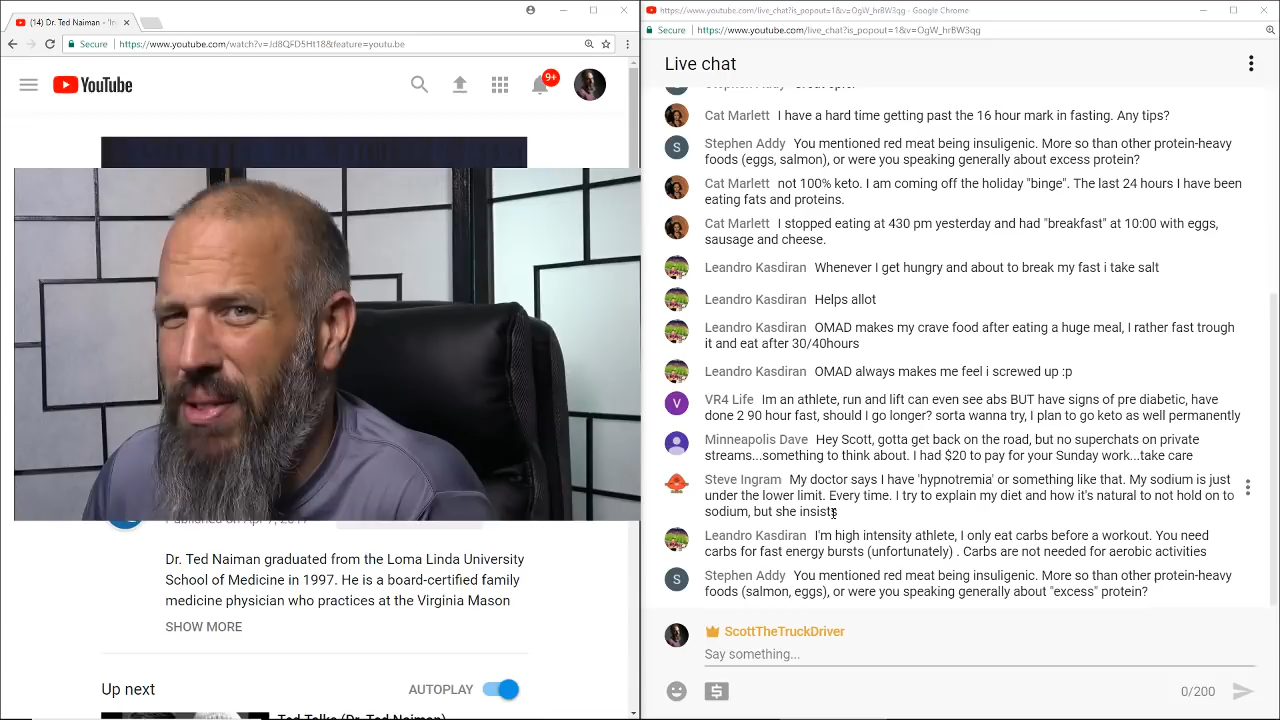 (14) Dr. Ted Naiman - 'In
Secure
https://www.youtube.com/watch?v=Jd8QFD5Ht18&feature=youtu.be
YouTube
9+
Dr. Ted Naiman graduated from the Loma Linda University
School of Medicine in 1997. He is a board-certified family
medicine physician who practices at the Virginia Mason
SHOW MORE
Up next
AUTOPLAY
Ted Talks (Dr. Ted Naiman)
https://www.youtube.com/live_chat?is_popout=1&v=OgW_hrBW3qg - Google Chrome
Secure
https://www.youtube.com/live_chat?is_popout=1&v=OgW_hrBW3qg
Live chat
Stephen Addy
Cat Marlett I have a hard time getting past the 16 hour mark in fasting. Any tips?
Stephen Addy You mentioned red meat being insuligenic. More so that other protein-heavy
foods (eggs, salmon), or were you speaking generally about excess protein?
Cat Marlett not 100% keto. I am coming off the holiday "binge". The last 24 hours I have been
eating fats and proteins.
Cat Marlett I stopped eating at 430 pm yesterday and had "breakfast" at 10:00 with eggs,
sausage and cheese.
Leandro Kasdiran Whenever I get hungry and about to break my fast i take salt
Leandro Kasdiran Helps allot
Leandro Kasdiran OMAD makes my crave food after eating a huge meal, I rather fast trough
it and eat after 30/40hours
Leandro Kasdiran OMAD always makes me feel i screwed up :p
V
VR4 Life Im an athlete, run and lift can even see abs BUT have signs of pre diabetic, have
done 2 90 hour fast, should I go longer? sorta wanna try, I plan to go keto as well permanently
Minneapolis Dave Hey Scott, gotta get back on the road, but no superchats on private
streams...something to think about. I had $20 to pay for your Sunday work...take care
Steve Ingram My doctor says I have 'hyponotremia' or something like that. My sodium is just
under the lower limit. Every time. I try to explain my diet and how it's natural to not hold on to
sodium, but she insists
Leandro Kasdiran I'm high intensity athlete, I only eat carbs before a workout. You need
carbs for fast energy bursts (unfortunately) . Carbs are not needed for aerobic activities
S
Stephen Addy You mentioned red meat being insuligenic. More so that other protein-heavy
foods (salmon, eggs), or were you speaking generally about "excess" protein?
ScottTheTruckDriver
Say something...
0/200